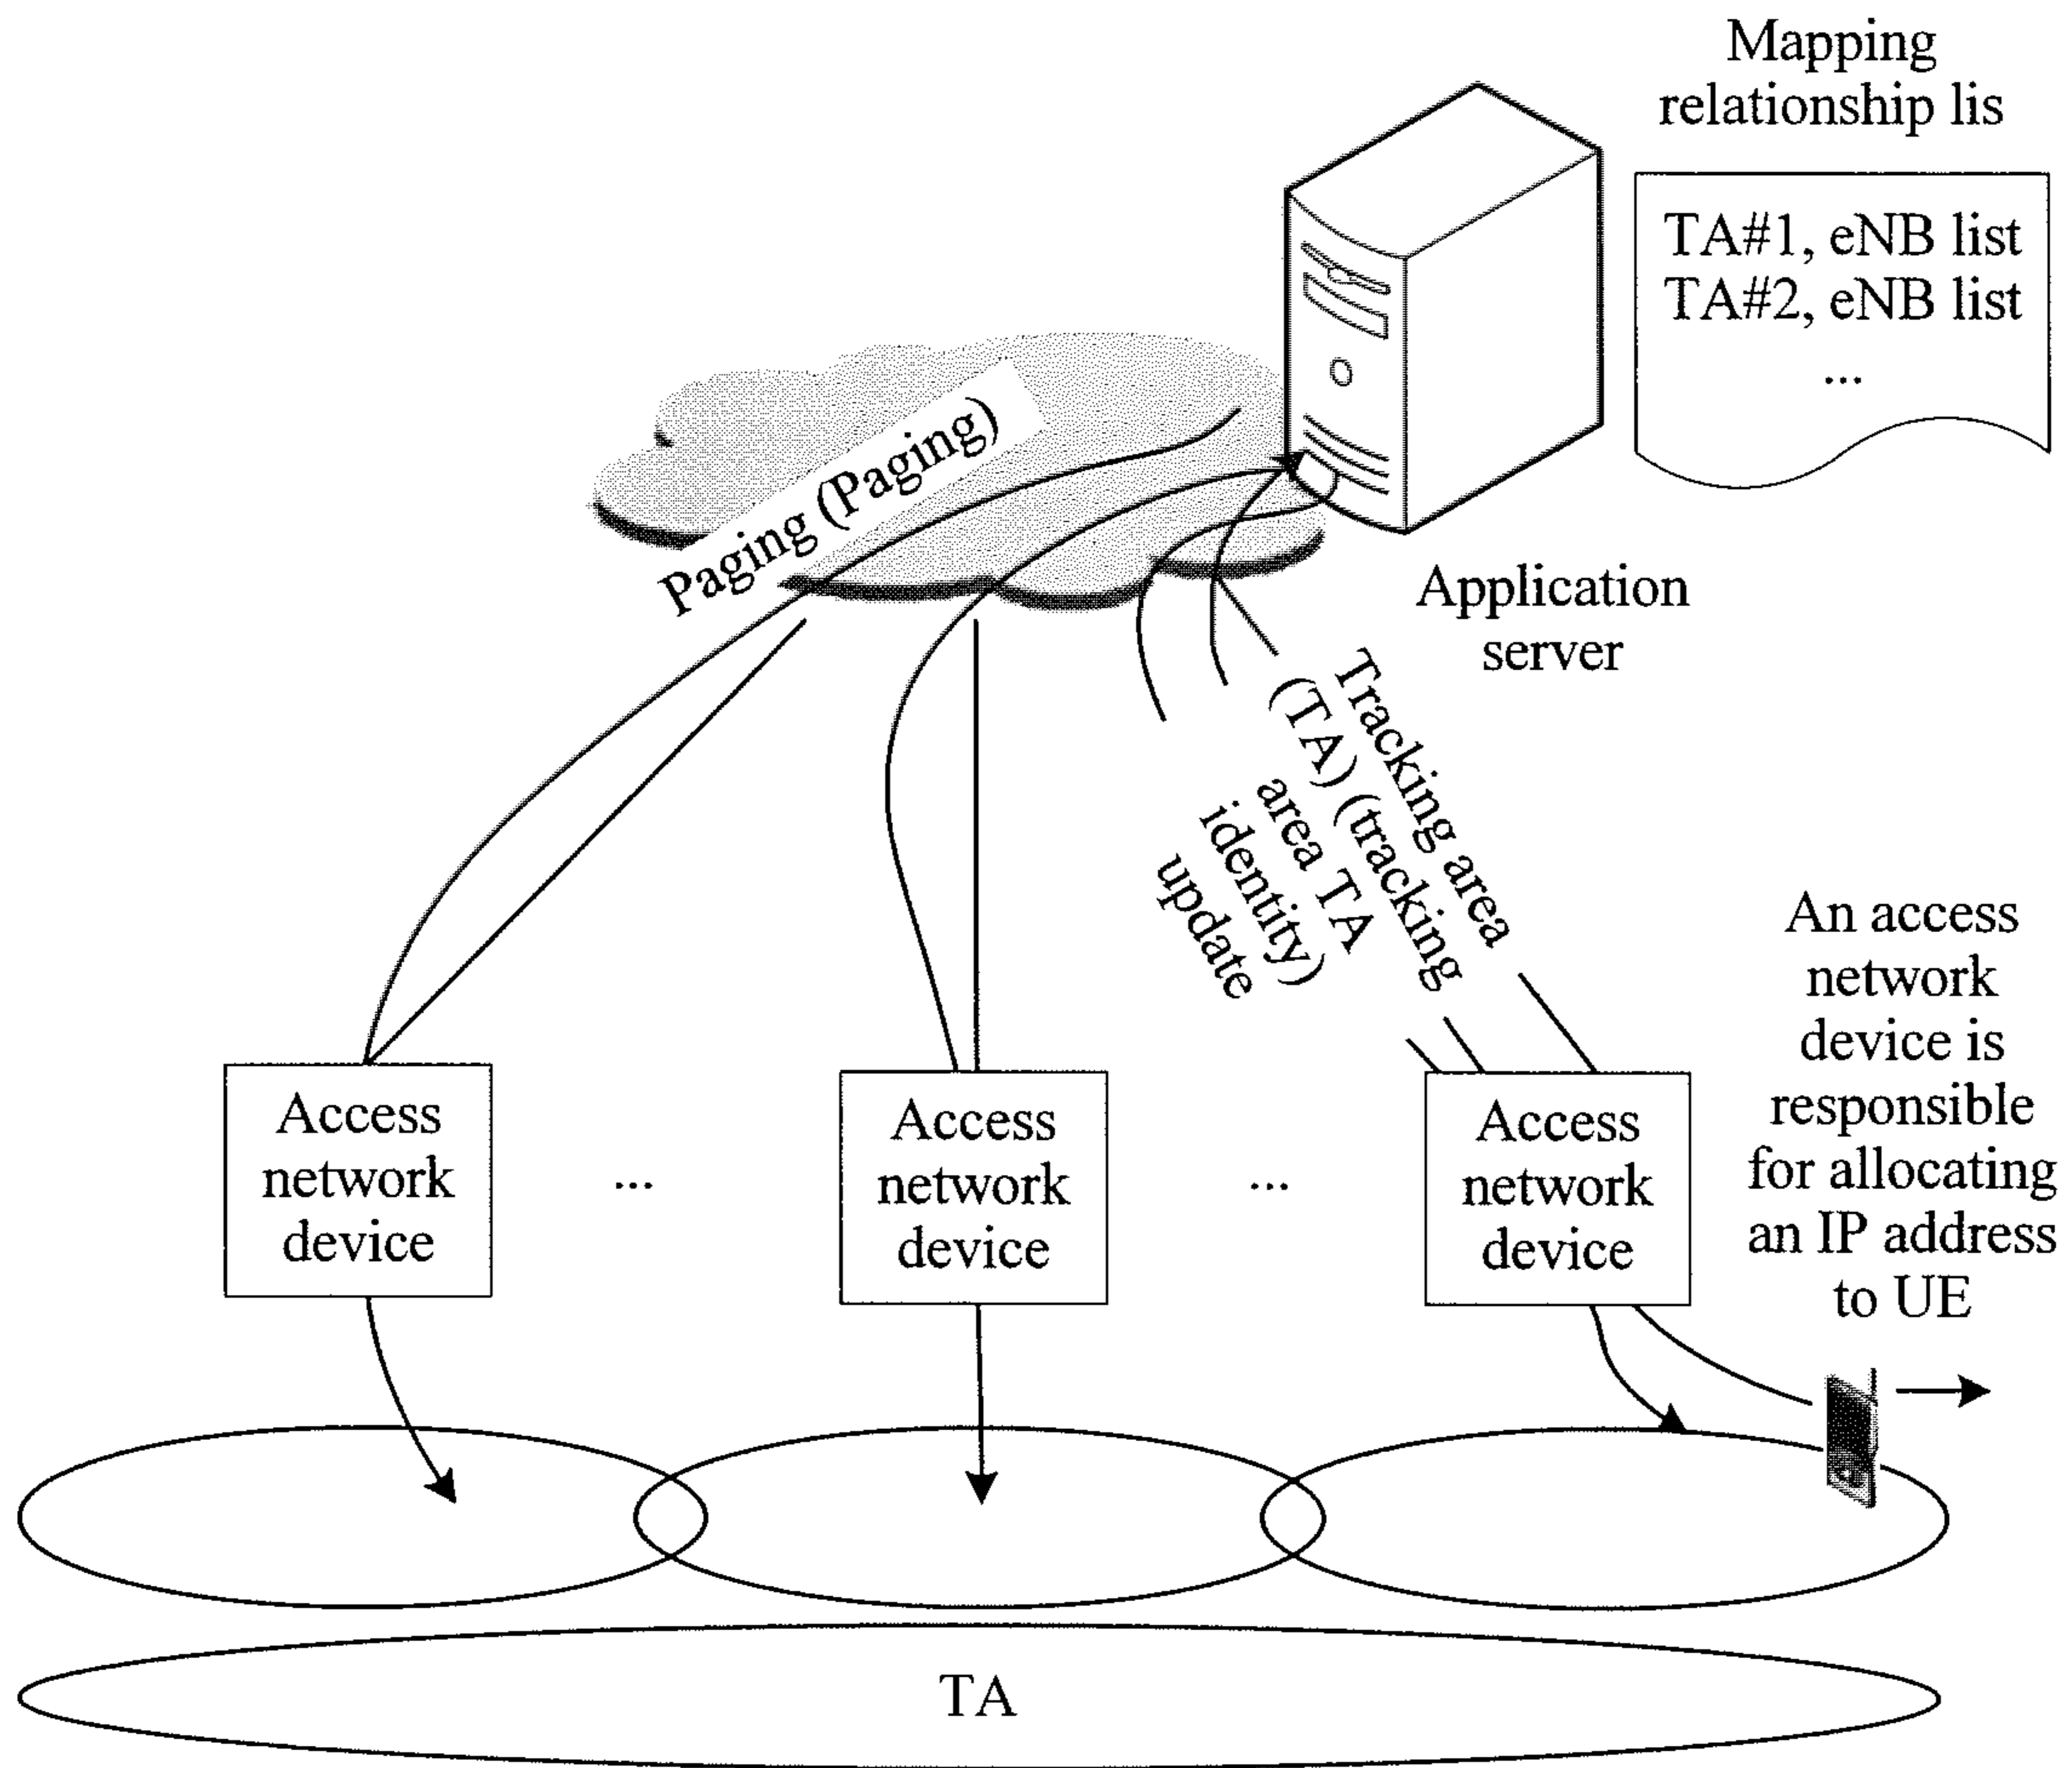 Mapping
relationship lis
TA#1, eNB list
TA#2, eNB list
...
Paging (Paging)
Application
server
Tracking area
(TA) (tracking
area TA
identity)
update
An access
network
device is
responsible
for allocating
an IP address
to UE
Access
network
device
...
Access
network
device
...
Access
network
device
TA